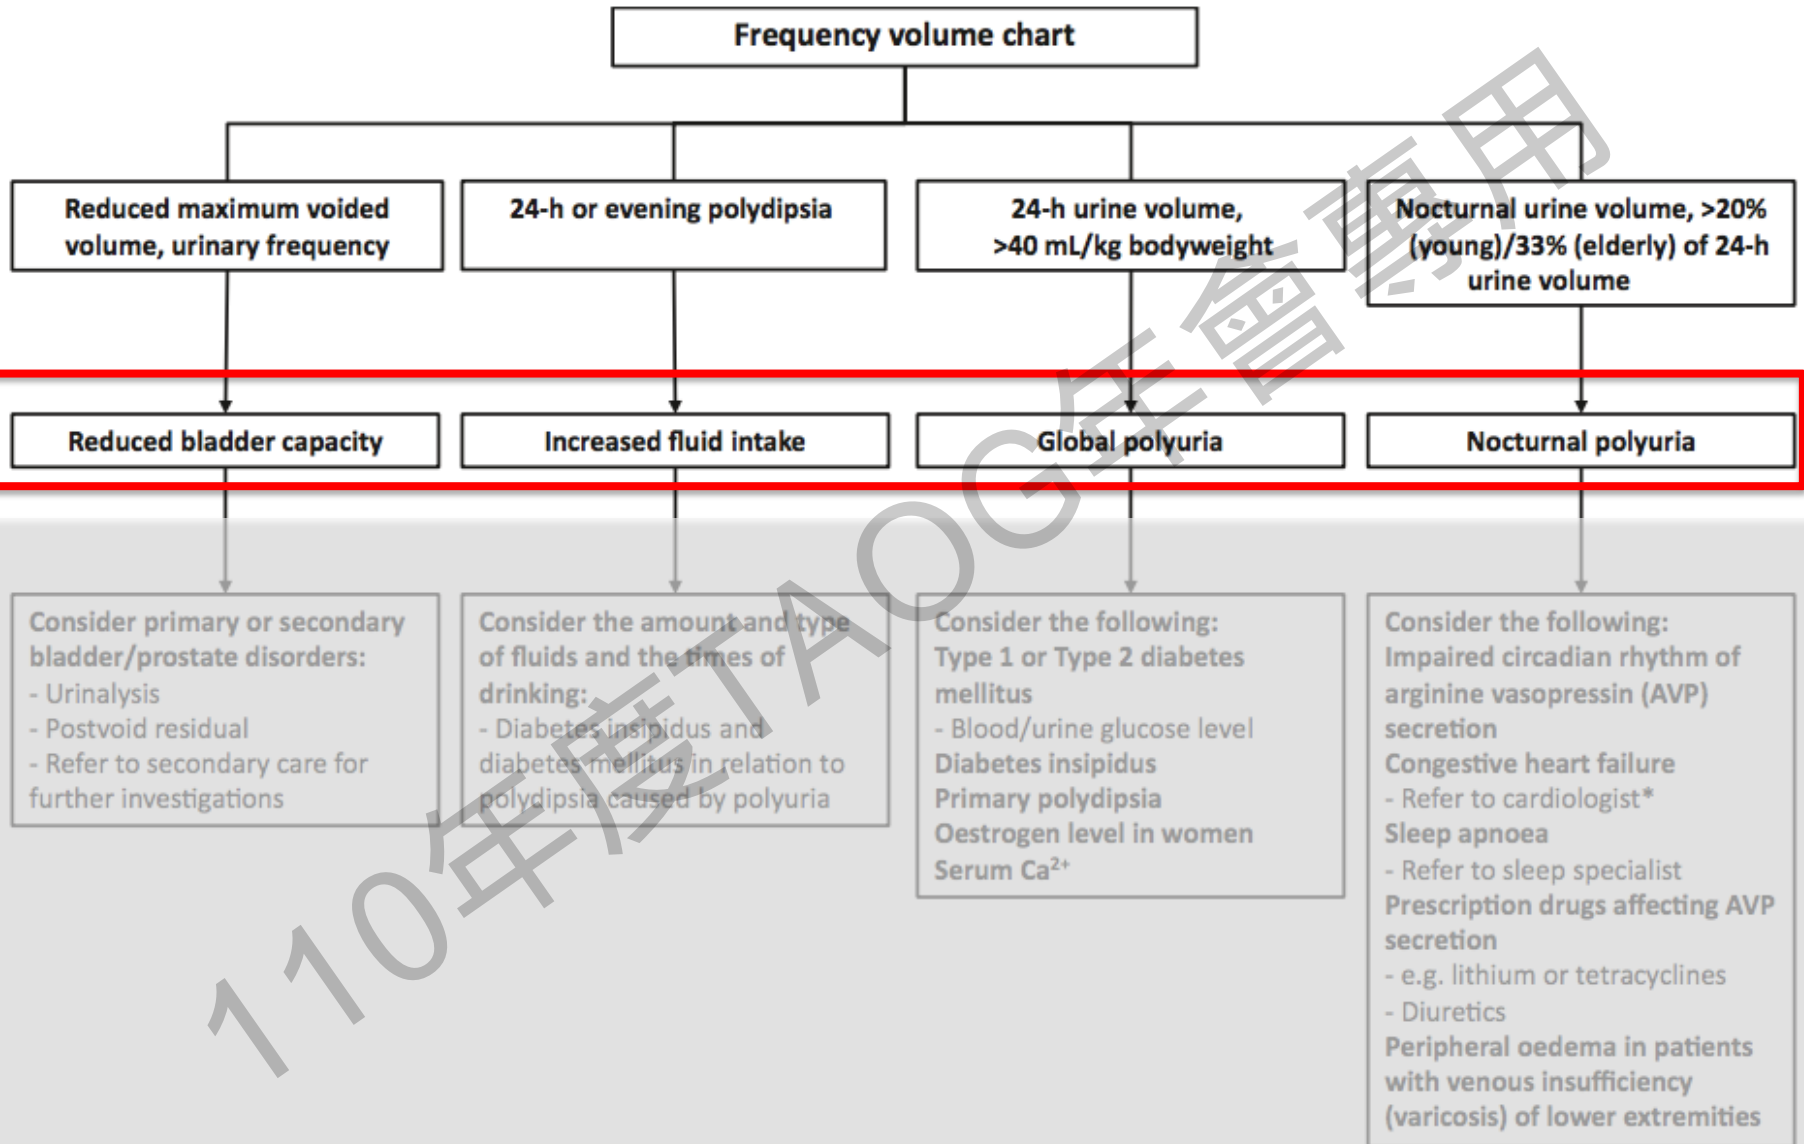 Frequency volume chart
Reduced maximum voided
volume, urinary frequency
24-h or evening polydipsia
24-h urine volume,
>40 mL/kg bodyweight
Nocturnal urine volume, >20%
(young)/33% (elderly) of 24-h
urine volume
Reduced bladder capacity
Increased fluid intake
Global polyuria
Nocturnal polyuria
Consider primary or secondary
bladder/prostate disorders:
- Urinalysis
- Postvoid residual
- Refer to secondary care for
further investigations
Consider the amount and type
of fluids and the times of
drinking:
- Diabetes insipidus and
diabetes mellitus in relation to
polydipsia caused by polyuria
Consider the following:
Type 1 or Type 2 diabetes
mellitus
- Blood/urine glucose level
Diabetes insipidus
Primary polydipsia
Oestrogen level in women
Serum Ca²⁺
Consider the following:
Impaired circadian rhythm of
arginine vasopressin (AVP)
secretion
Congestive heart failure
- Refer to cardiologist*
Sleep apnoea
- Refer to sleep specialist
Prescription drugs affecting AVP
secretion
- e.g. lithium or tetracyclines
- Diuretics
Peripheral oedema in patients
with venous insufficiency
(varicosis) of lower extremities
110年度TAOG年會專用